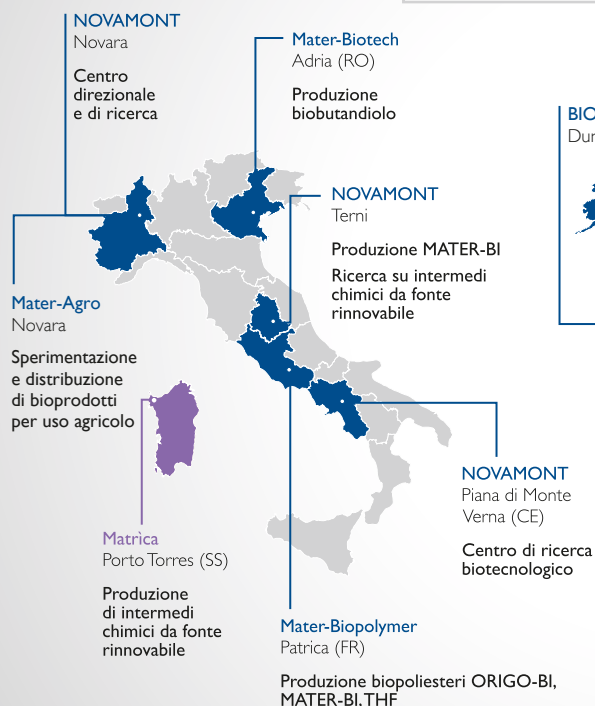 NOVAMONT
Novara
Centro
direzionale
e di ricerca
Mater-Biotech
Adria (RO)
Produzione
biobutandiolo
BIO
Dur
NOVAMONT
Terni
Produzione MATER-BI
Ricerca su intermedi
chimici da fonte
rinnovabile
Mater-Agro
Novara
Sperimentazione
e distribuzione
di bioprodotti
per uso agricolo
NOVAMONT
Piana di Monte
Verna (CE)
Centro di ricerca
biotecnologico
Matrìca
Porto Torres (SS)
Produzione
di intermedi
chimici da fonte
rinnovabile
Mater-Biopolymer
Patrica (FR)
Produzione biopoliesteri ORIGO-BI,
MATER-BI, THF